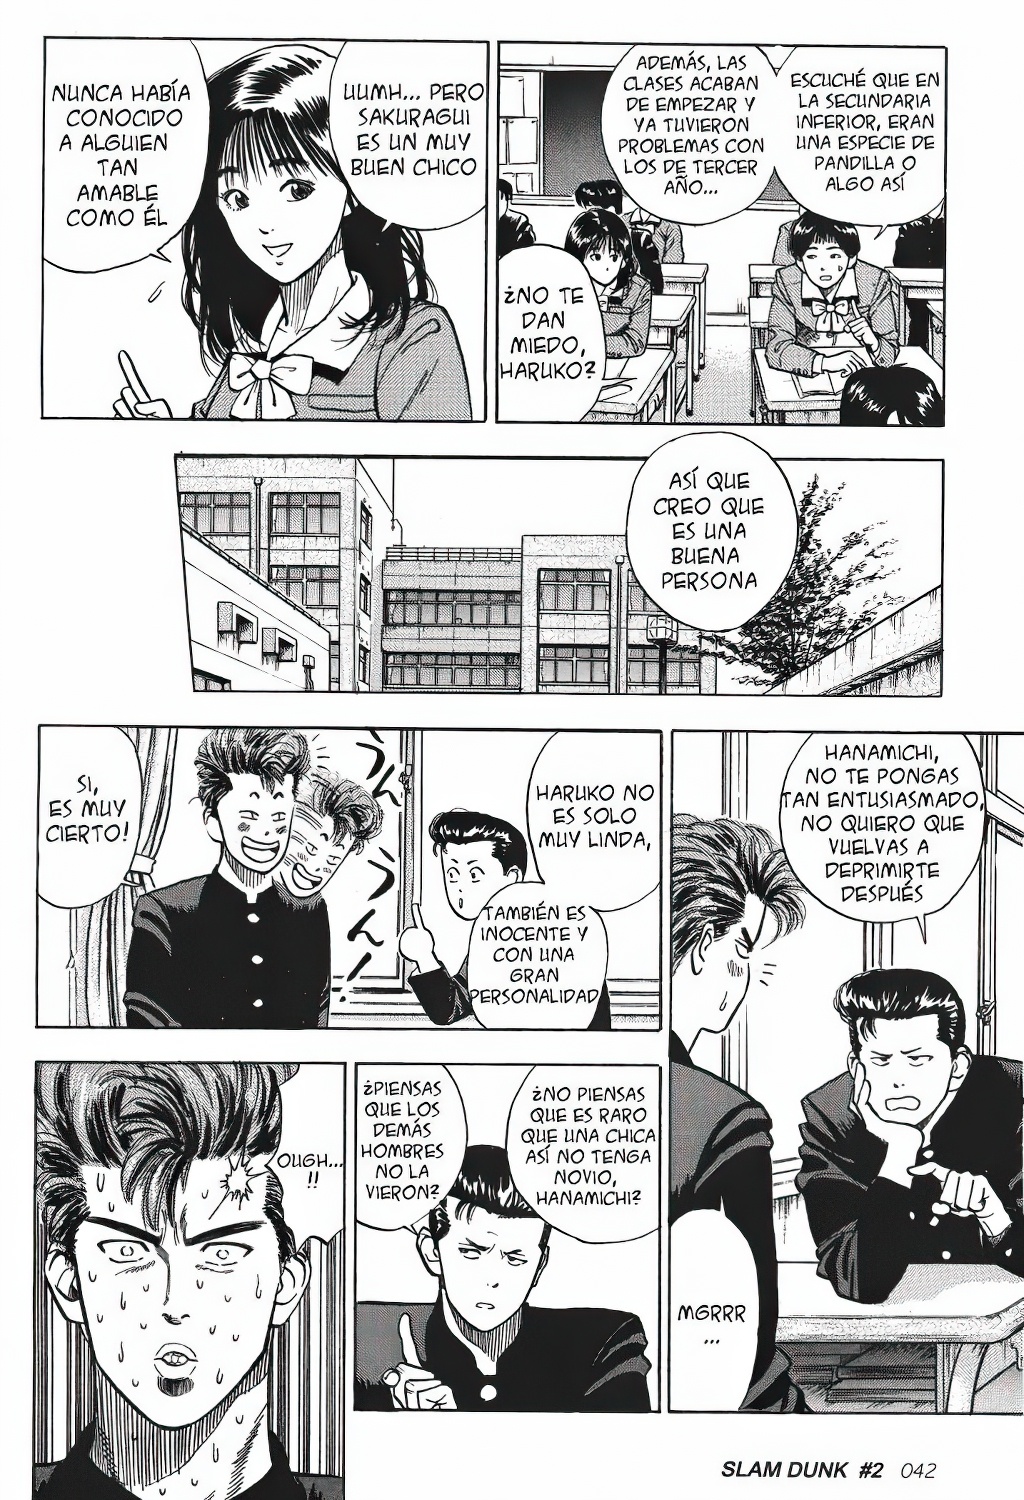 ESCUCHÉ QUE EN
LA SECUNDARIA
INFERIOR, ERAN
UNA ESPECIE DE
PANDILLA O
ALGO ASÍ
ADEMÁS, LAS
CLASES ACABAN
DE EMPEZAR Y
YA TUVIERON
PROBLEMAS CON
LOS DE TERCER
AÑO...
¿NO TE
DAN
MIEDO,
HARUKO?
UUMH... PERO
SAKURAGUI
ES UN MUY
BUEN CHICO
NUNCA HABÍA
CONOCIDO
A ALGUIEN
TAN
AMABLE
COMO ÉL
ASÍ QUE
CREO QUE
ES UNA
BUENA
PERSONA
HANAMICHI,
NO TE PONGAS
TAN ENTUSIASMADO,
NO QUIERO QUE
VUELVAS A
DEPRIMIRTE
DESPUÉS
MGRRR
...
HARUKO NO
ES SOLO
MUY LINDA,
TAMBIÉN ES
INOCENTE Y
CON UNA
GRAN
PERSONALIDAD
うん
うん!
SI,
ES MUY
CIERTO!
¿NO PIENSAS
QUE ES RARO
QUE UNA CHICA
ASÍ NO TENGA
NOVIO,
HANAMICHI?
¿PIENSAS
QUE LOS
DEMÁS
HOMBRES
NO LA
VIERON?
OUGH...
!!
SLAM DUNK #2 042